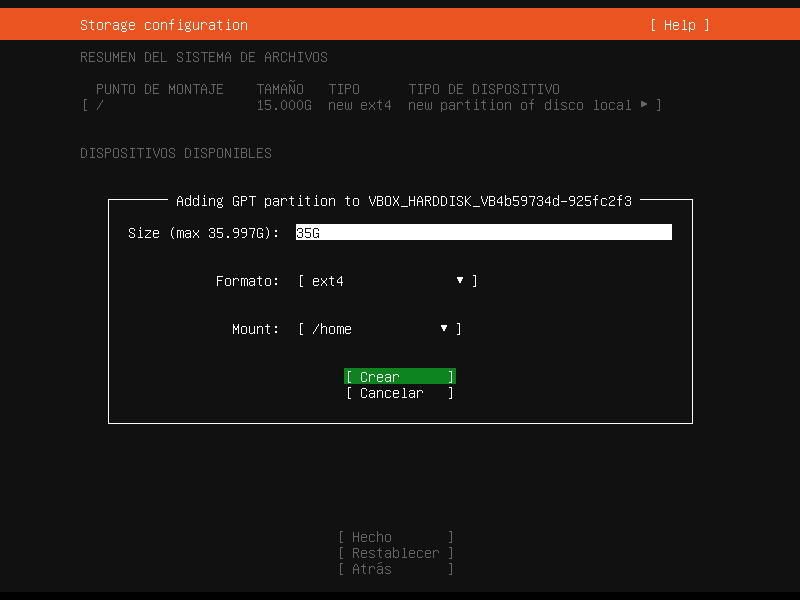 Storage configuration [ Help ]
RESUMEN DEL SISTEMA DE ARCHIVOS
PUNTO DE MONTAJE TAMAÑO TIPO TIPO DE DISPOSITIVO
[ / 15.000G new ext4 new partition of disco local ▸ ]
DISPOSITIVOS DISPONIBLES
Adding GPT partition to VBOX_HARDDISK_VB4b59734d-925fc2f3
Size (max 35.997G): 35G
Formato: [ ext4 ▾ ]
Mount: [ /home ▾ ]
[ Crear ]
[ Cancelar ]
[ Hecho ]
[ Restablecer ]
[ Atrás ]